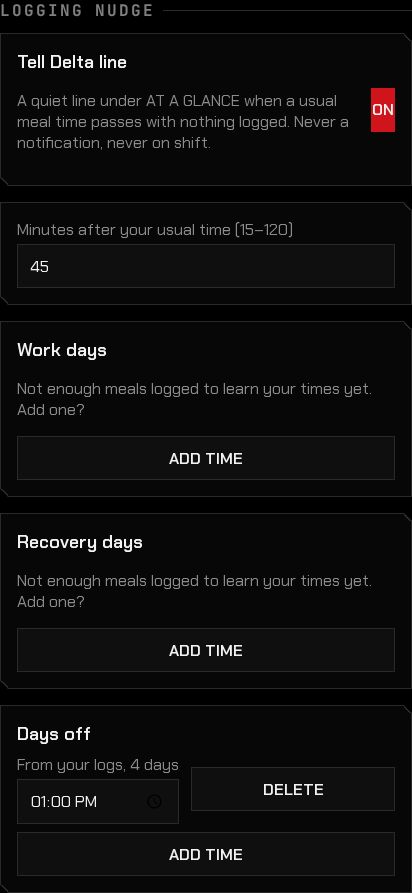 LOGGING NUDGE
Tell Delta line
A quiet line under AT A GLANCE when a usual
meal time passes with nothing logged. Never a
notification, never on shift.
ON
Minutes after your usual time (15–120)
45
Work days
Not enough meals logged to learn your times yet.
Add one?
ADD TIME
Recovery days
Not enough meals logged to learn your times yet.
Add one?
ADD TIME
Days off
From your logs, 4 days
01:00 PM
DELETE
ADD TIME